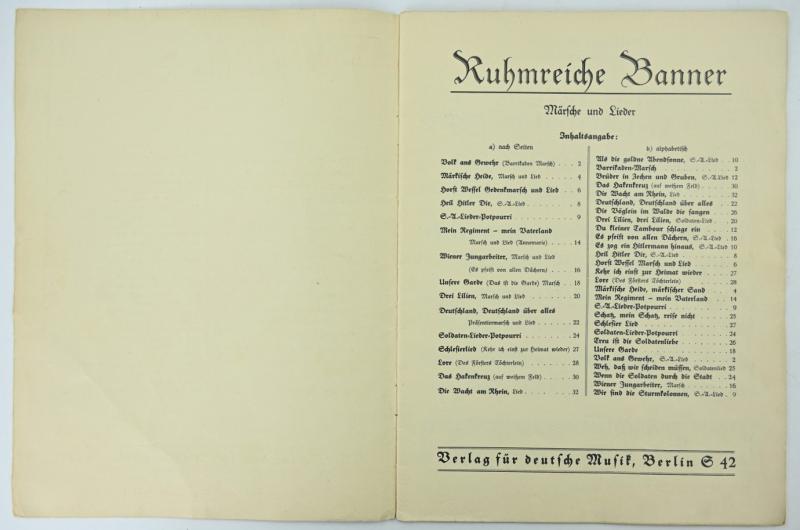 Ruhmreiche Banner
Märsche und Lieder
Inhaltsangabe:
a) nach Seiten
Volk ans Gewehr (Barrikaden Marsch) . . . 2
Märkische Heide, Marsch und Lied . . . . . 4
Horst Wessel Gedenkmarsch und Lied . . 6
Heil Hitler Dir, S.-A.-Lied . . . . . . . . . 8
S.-A.-Lieder-Potpourri . . . . . . . . . . 9
Mein Regiment – mein Vaterland
Marsch und Lied (Annemarie) . . . . . 14
Wiener Jungarbeiter, Marsch und Lied
(Es pfeift von allen Dächern) . . . . . 16
Unsere Garde (Das ist die Garde) Marsch . . 18
Drei Lilien, Marsch und Lied . . . . . . . 20
Deutschland, Deutschland über alles
Präsentiermarsch und Lied . . . . . . 22
Soldaten-Lieder-Potpourri . . . . . . . . 24
Schlesierlied (Kehr ich einst zur Heimat wieder) 27
Lore (Des Försters Töchterlein) . . . . . . 28
Das Hakenkreuz (auf weißem Feld) . . . . . 30
Die Wacht am Rhein, Lied . . . . . . . . 32
b) alphabetisch
Als die goldne Abendsonne, S.-A.-Lied . . 10
Barrikaden-Marsch . . . . . . . . . . . 2
Brüder in Zechen und Gruben, S.-A.-Lied 12
Das Hakenkreuz (auf weißem Feld) . . . . . 30
Die Wacht am Rhein, Lied . . . . . . . . 32
Deutschland, Deutschland über alles . . . 22
Die Vöglein im Walde die sangen . . . . 26
Drei Lilien, drei Lilien, Soldaten-Lied . . . 20
Du kleiner Tambour schlage ein . . . . . 12
Es pfeift von allen Dächern, S.-A.-Lied . . 16
Es zog ein Hitlermann hinaus, S.-A.-Lied . 10
Heil Hitler Dir, S.-A.-Lied . . . . . . . . 8
Horst Wessel Marsch und Lied . . . . . . 6
Kehr ich einst zur Heimat wieder . . . . 27
Lore (Des Försters Töchterlein) . . . . . . 28
Märkische Heide, märkischer Sand . . . . 4
Mein Regiment – mein Vaterland . . . . 14
S.-A.-Lieder-Potpourri . . . . . . . . . . 9
Schatz, mein Schatz, reise nicht . . . . . 25
Schlesier Lied . . . . . . . . . . . . . 27
Soldaten-Lieder-Potpourri . . . . . . . . 24
Treu ist die Soldatenliebe . . . . . . . . 26
Unsere Garde . . . . . . . . . . . . . 18
Volk ans Gewehr, S.-A.-Lied . . . . . . . 2
Weh, daß wir scheiden müssen, Soldatenlied 25
Wenn die Soldaten durch die Stadt . . . 24
Wiener Jungarbeiter, Marsch . . . . . . . 16
Wir sind die Sturmkolonnen, S.-A.-Lied . . 9
Verlag für deutsche Musik, Berlin S 42